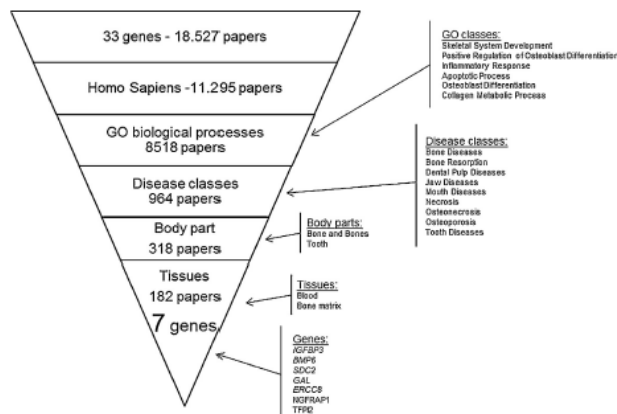 33 genes - 18.527 papers
Homo Sapiens -11.295 papers
GO biological processes
8518 papers
Disease classes
964 papers
Body part
318 papers
Tissues
182 papers
7 genes
GO classes:
Skeletal System Development
Positive Regulation of Osteoblast Differentiation
Inflammatory Response
Apoptotic Process
Osteoblast Differentiation
Collagen Metabolic Process
Disease classes:
Bone Diseases
Bone Resorption
Dental Pulp Diseases
Jaw Diseases
Mouth Diseases
Necrosis
Osteonecrosis
Osteoporosis
Tooth Diseases
Body parts:
Bone and Bones
Tooth
Tissues:
Blood
Bone matrix
Genes:
IGFBP3
BMP6
SDC2
GAL
ERCC8
NGFRAP1
TFPI2